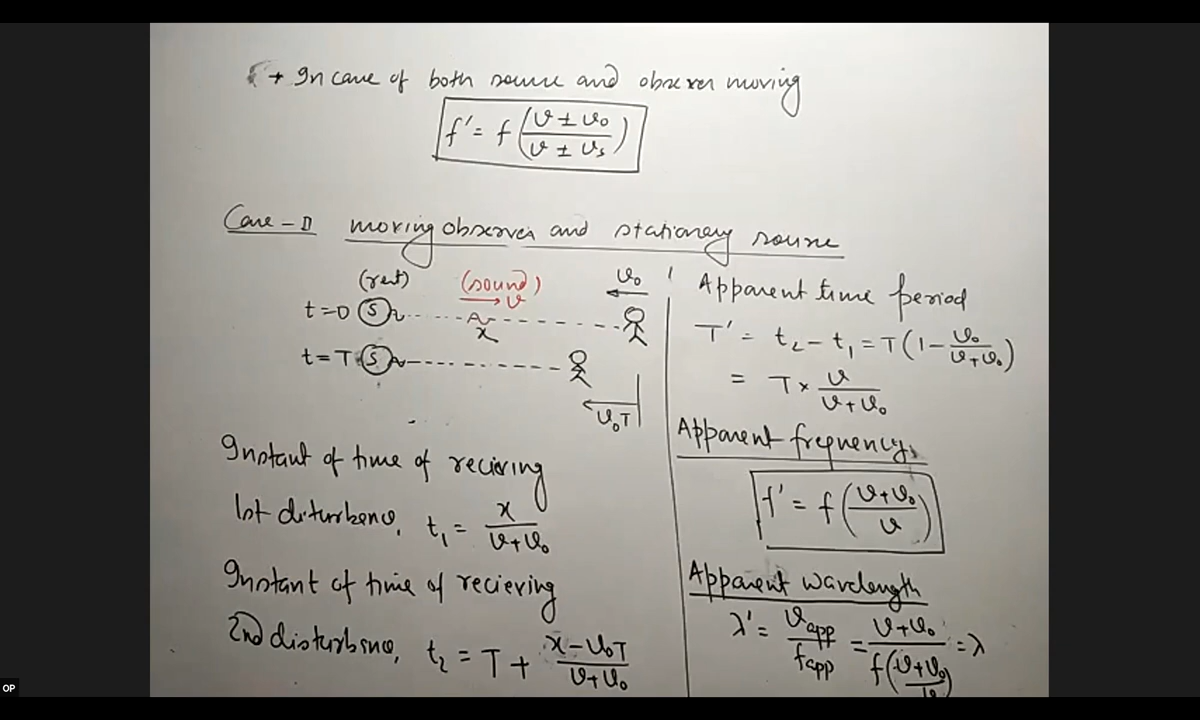 → In case of both source and observer moving
f' = f (v ± v₀ / v ± vₛ)
Case - II moving observer and stationary source
(rest) (sound) v₀
v
t=0 S x
t = T S
v₀T
Instant of time of recieving
1st disturbance, t₁ = x / v+v₀
Instant of time of recieving
2nd disturbance, t₂ = T + x - v₀T / v+v₀
Apparent time period
T' = t₂ - t₁ = T (1 - v₀ / v+v₀)
= T × v / v+v₀
Apparent frequency,
f' = f (v+v₀ / v)
Apparent wavelength
λ' = v app / f app = v+v₀ / f (v+v₀ / v) = λ
OP